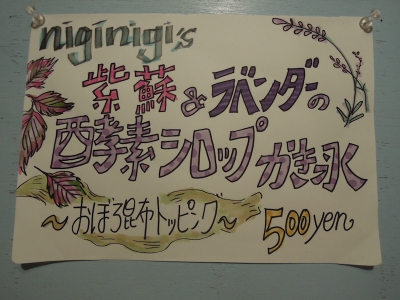 niginigi's
紫蘇&ラベンダーの
酵素シロップかき氷
〜おぼろ昆布トッピング〜
500yen